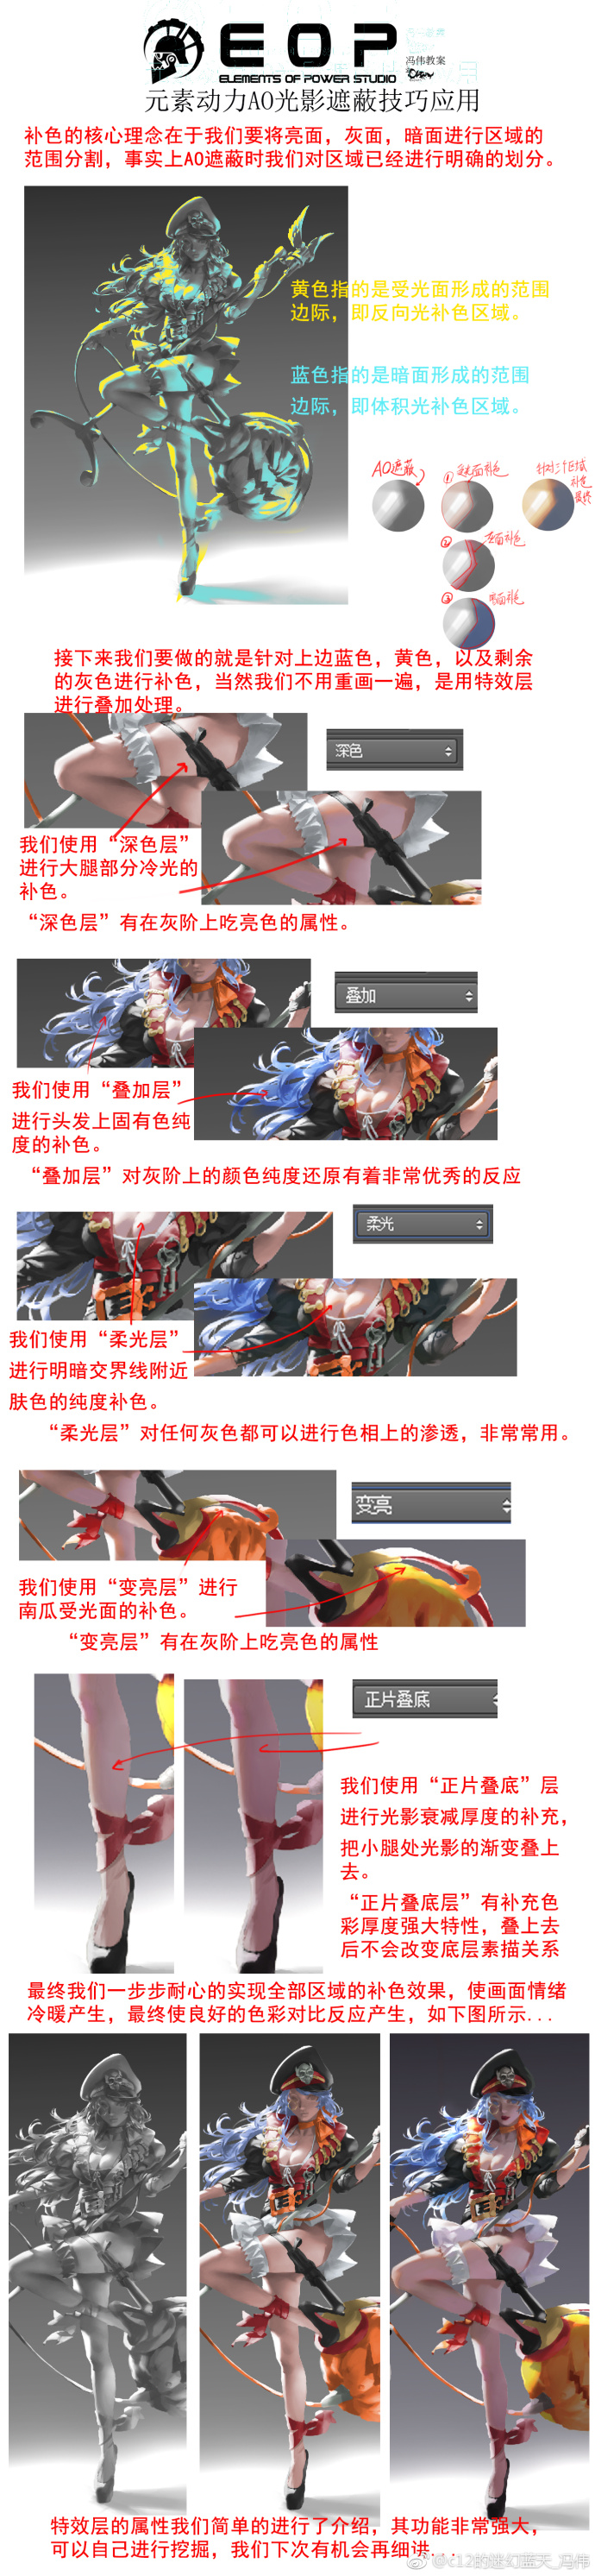 EOP
ELEMENTS OF POWER STUDIO
冯伟教案
元素动力AO光影遮蔽技巧应用
补色的核心理念在于我们要将亮面，灰面，暗面进行区域的
范围分割，事实上AO遮蔽时我们对区域已经进行明确的划分。
黄色指的是受光面形成的范围
边际，即反向光补色区域。
蓝色指的是暗面形成的范围
边际，即体积光补色区域。
AO遮蔽
①
②
③
补色
接下来我们要做的就是针对上边蓝色，黄色，以及剩余
的灰色进行补色，当然我们不用重画一遍，是用特效层
进行叠加处理。
深色
我们使用“深色层”
进行大腿部分冷光的
补色。
“深色层”有在灰阶上吃亮色的属性。
叠加
我们使用“叠加层”
进行头发上固有色纯
度的补色。
“叠加层”对灰阶上的颜色纯度还原有着非常优秀的反应
柔光
我们使用“柔光层”
进行明暗交界线附近
肤色的纯度补色。
“柔光层”对任何灰色都可以进行色相上的渗透，非常常用。
变亮
我们使用“变亮层”进行
南瓜受光面的补色。
“变亮层”有在灰阶上吃亮色的属性
正片叠底
我们使用“正片叠底”层
进行光影衰减厚度的补充，
把小腿处光影的渐变叠上
去。
“正片叠底层”有补充色
彩厚度强大特性，叠上去
后不会改变底层素描关系
最终我们一步步耐心的实现全部区域的补色效果，使画面情绪
冷暖产生，最终使良好的色彩对比反应产生，如下图所示...
特效层的属性我们简单的进行了介绍，其功能非常强大，
可以自己进行挖掘，我们下次有机会再细讲...
@c12的迷幻蓝天_冯伟